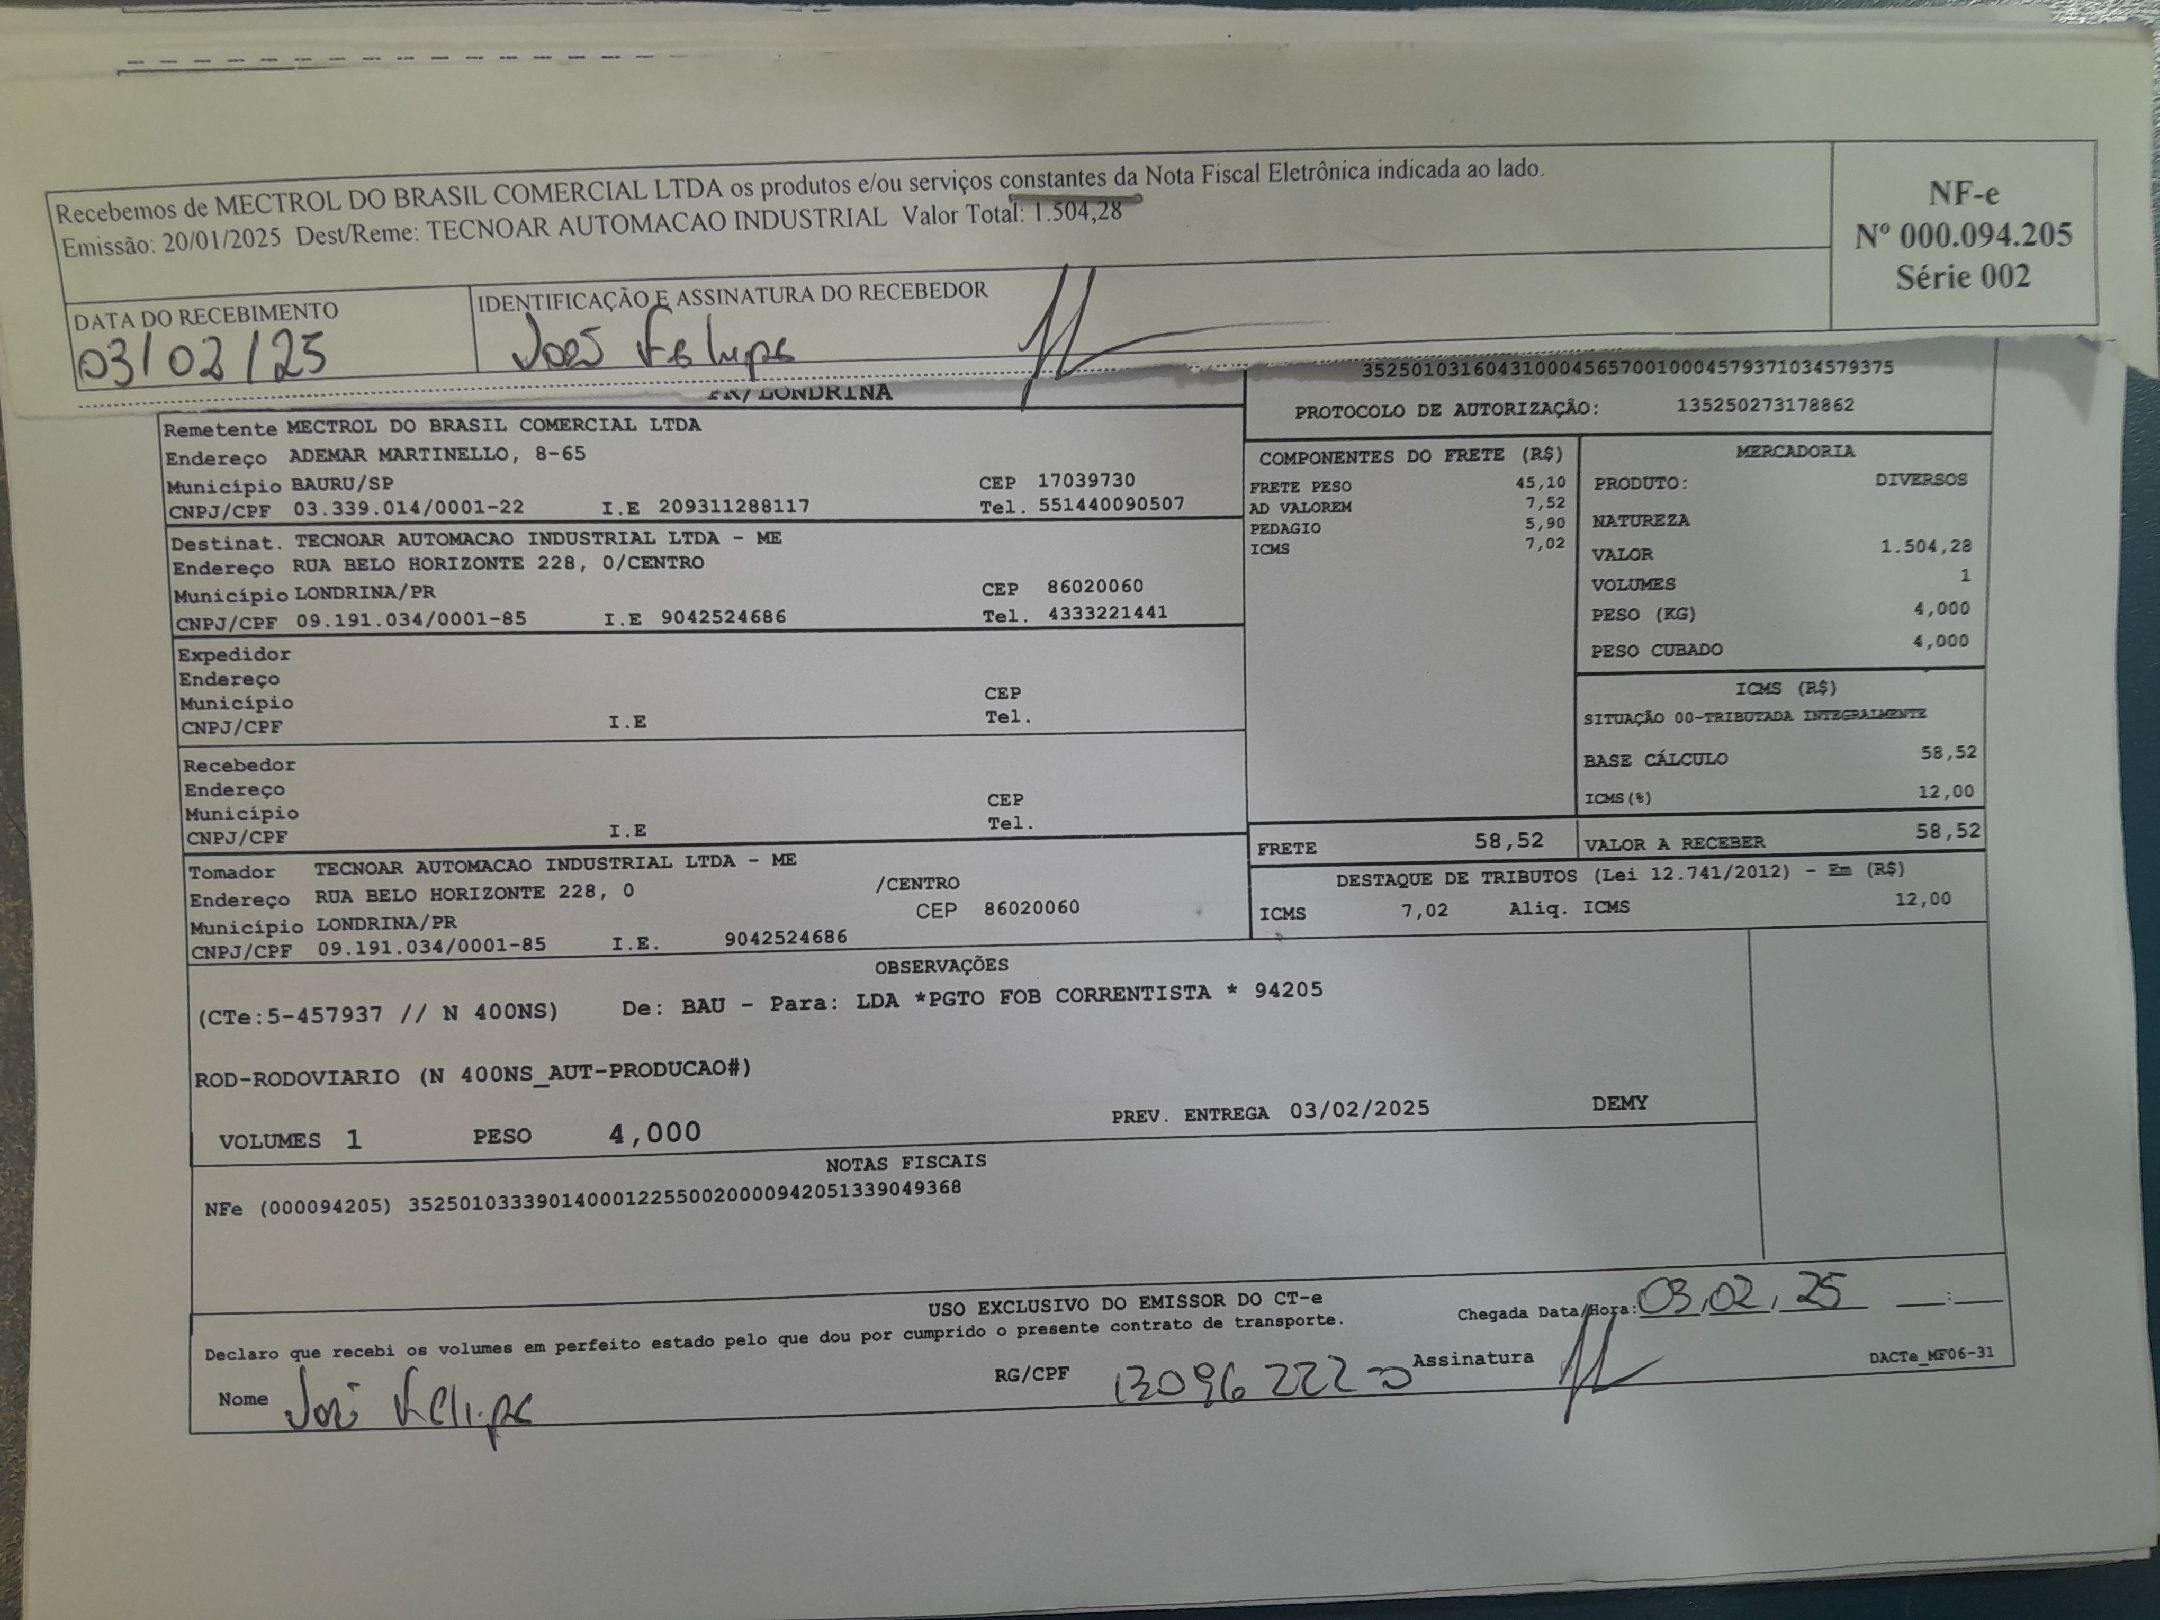 Recebemos de MECTROL DO BRASIL COMERCIAL LTDA os produtos e/ou serviços constantes da Nota Fiscal Eletrônica indicada ao lado.
Emissão: 20/01/2025 Dest/Reme: TECNOAR AUTOMACAO INDUSTRIAL Valor Total: 1.504,28
NF-e
Nº 000.094.205
Série 002
DATA DO RECEBIMENTO
03/02/25
IDENTIFICAÇÃO E ASSINATURA DO RECEBEDOR
João Felipe
PR/LONDRINA
35250103160431000456570010004579371034579375
PROTOCOLO DE AUTORIZAÇÃO: 135250273178862
Remetente MECTROL DO BRASIL COMERCIAL LTDA
Endereço ADEMAR MARTINELLO, 8-65
Município BAURU/SP CEP 17039730
CNPJ/CPF 03.339.014/0001-22 I.E 209311288117 Tel. 551440090507
Destinat. TECNOAR AUTOMACAO INDUSTRIAL LTDA - ME
Endereço RUA BELO HORIZONTE 228, 0/CENTRO
Município LONDRINA/PR CEP 86020060
CNPJ/CPF 09.191.034/0001-85 I.E 9042524686 Tel. 4333221441
Expedidor
Endereço
Município CEP
CNPJ/CPF I.E Tel.
Recebedor
Endereço
Município CEP
CNPJ/CPF I.E Tel.
Tomador TECNOAR AUTOMACAO INDUSTRIAL LTDA - ME
Endereço RUA BELO HORIZONTE 228, 0 /CENTRO
Município LONDRINA/PR CEP 86020060
CNPJ/CPF 09.191.034/0001-85 I.E. 9042524686
COMPONENTES DO FRETE (R$)
FRETE PESO 45,10
AD VALOREM 7,52
PEDAGIO 5,90
ICMS 7,02
MERCADORIA
PRODUTO: DIVERSOS
NATUREZA
VALOR 1.504,28
VOLUMES 1
PESO (KG) 4,000
PESO CUBADO 4,000
ICMS (R$)
SITUAÇÃO 00-TRIBUTADA INTEGRALMENTE
BASE CÁLCULO 58,52
ICMS(%) 12,00
FRETE 58,52 VALOR A RECEBER 58,52
DESTAQUE DE TRIBUTOS (Lei 12.741/2012) - Em (R$)
ICMS 7,02 Aliq. ICMS 12,00
OBSERVAÇÕES
(CTe:5-457937 // N 400NS) De: BAU - Para: LDA *PGTO FOB CORRENTISTA * 94205
ROD-RODOVIARIO (N 400NS_AUT-PRODUCAO#)
VOLUMES 1 PESO 4,000 PREV. ENTREGA 03/02/2025 DEMY
NOTAS FISCAIS
NFe (000094205) 35250103339014000122550020000942051339049368
USO EXCLUSIVO DO EMISSOR DO CT-e
Declaro que recebi os volumes em perfeito estado pelo que dou por cumprido o presente contrato de transporte.
Chegada Data/Hora: 03,02,25 __:__
Nome João Felipe RG/CPF Assinatura
DACTe_MF06-31